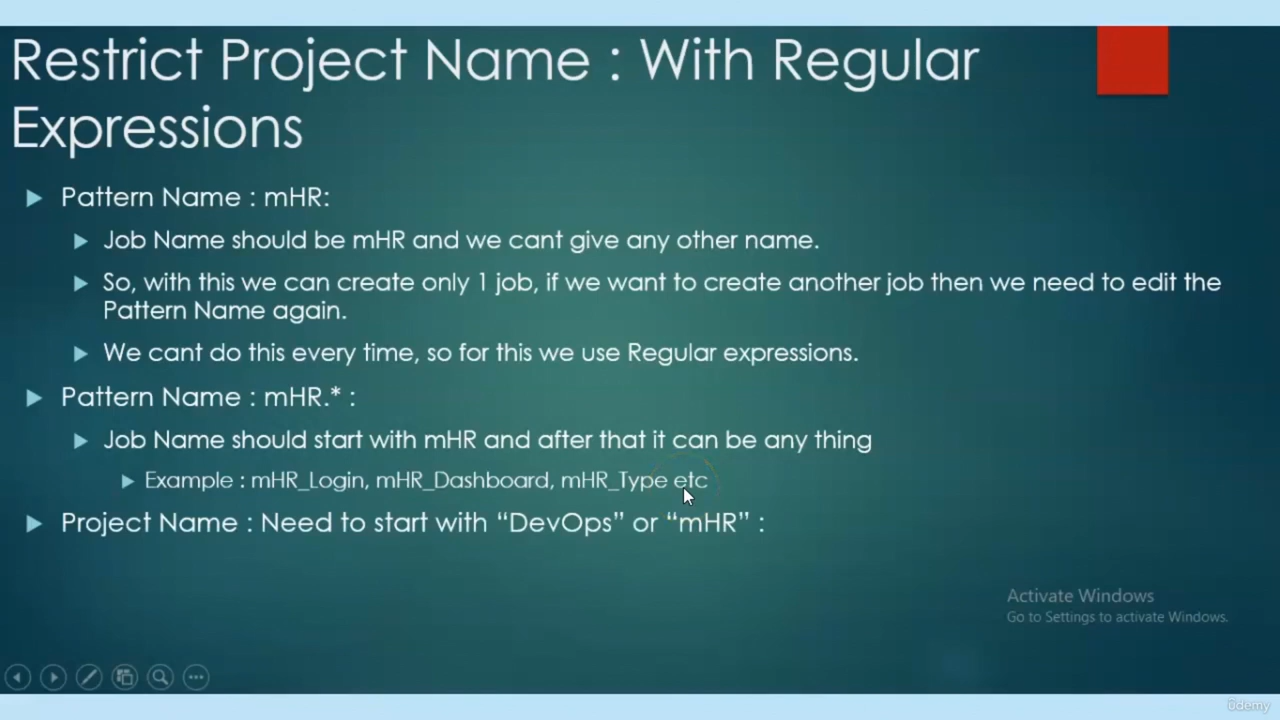 Restrict Project Name : With Regular
Expressions
Pattern Name : mHR:
Job Name should be mHR and we cant give any other name.
So, with this we can create only 1 job, if we want to create another job then we need to edit the
Pattern Name again.
We cant do this every time, so for this we use Regular expressions.
Pattern Name : mHR.* :
Job Name should start with mHR and after that it can be any thing
Example : mHR_Login, mHR_Dashboard, mHR_Type etc
Project Name : Need to start with “DevOps” or “mHR” :
Activate Windows
Go to Settings to activate Windows.
ûdemy